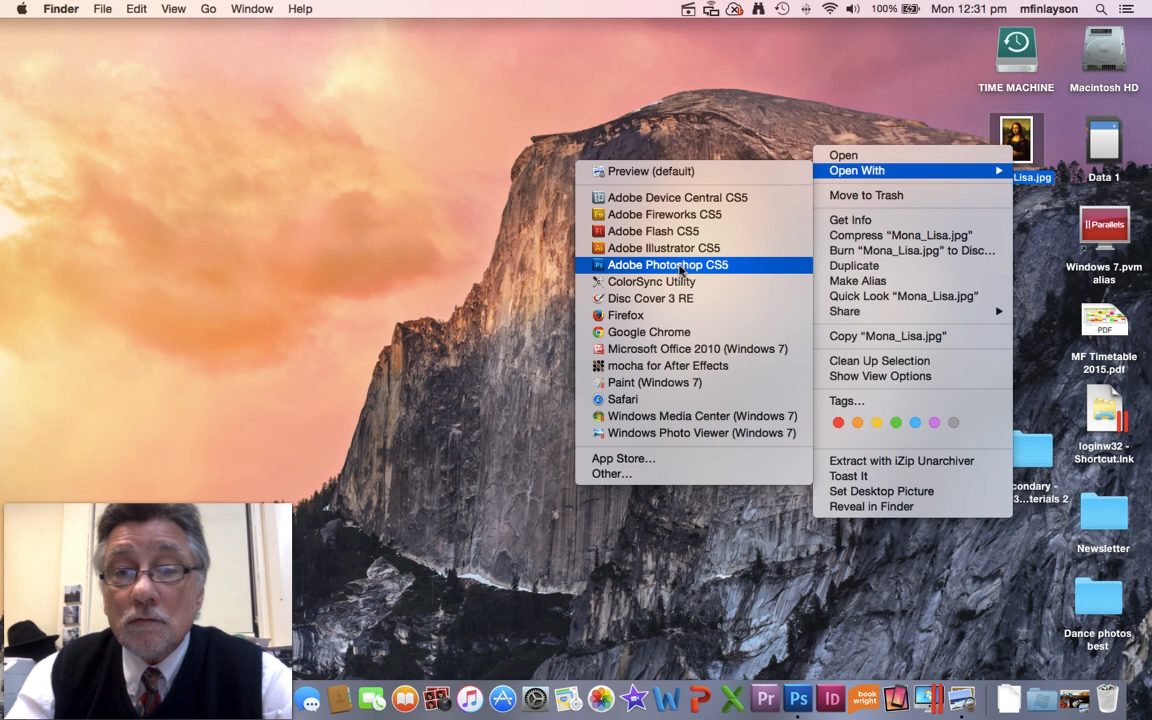 Finder File Edit View Go Window Help
100% Mon 12:31 pm mfinlayson
TIME MACHINE
Macintosh HD
Lisa.jpg
Data 1
Parallels
Windows 7.pvm
alias
PDF
MF Timetable
2015.pdf
loginw32 -
Shortcut.lnk
condary -
3...terials 2
Newsletter
Dance photos
best
Open
Open With
Move to Trash
Get Info
Compress “Mona_Lisa.jpg”
Burn “Mona_Lisa.jpg” to Disc...
Duplicate
Make Alias
Quick Look “Mona_Lisa.jpg”
Share
Copy “Mona_Lisa.jpg”
Clean Up Selection
Show View Options
Tags...
Extract with iZip Unarchiver
Toast It
Set Desktop Picture
Reveal in Finder
Preview (default)
Adobe Device Central CS5
Adobe Fireworks CS5
Adobe Flash CS5
Adobe Illustrator CS5
Ps Adobe Photoshop CS5
ColorSync Utility
Disc Cover 3 RE
Firefox
Google Chrome
Microsoft Office 2010 (Windows 7)
mocha for After Effects
Paint (Windows 7)
Safari
Windows Media Center (Windows 7)
Windows Photo Viewer (Windows 7)
App Store...
Other...
W P X Pr Ps Id
book
wright